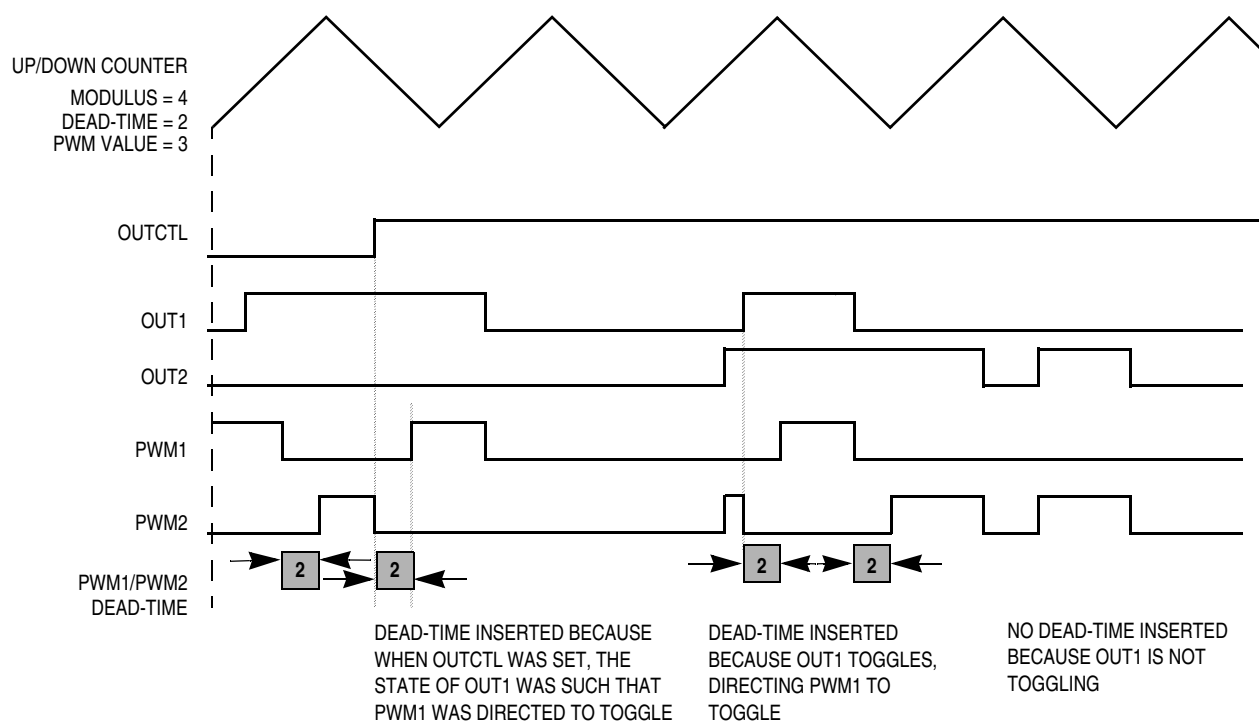 UP/DOWN COUNTER
MODULUS = 4
DEAD-TIME = 2
PWM VALUE = 3
OUTCTL
OUT1
OUT2
PWM1
PWM2
PWM1/PWM2
DEAD-TIME
2
2
2
2
DEAD-TIME INSERTED BECAUSE
WHEN OUTCTL WAS SET, THE
STATE OF OUT1 WAS SUCH THAT
PWM1 WAS DIRECTED TO TOGGLE
DEAD-TIME INSERTED
BECAUSE OUT1 TOGGLES,
DIRECTING PWM1 TO
TOGGLE
NO DEAD-TIME INSERTED
BECAUSE OUT1 IS NOT
TOGGLING